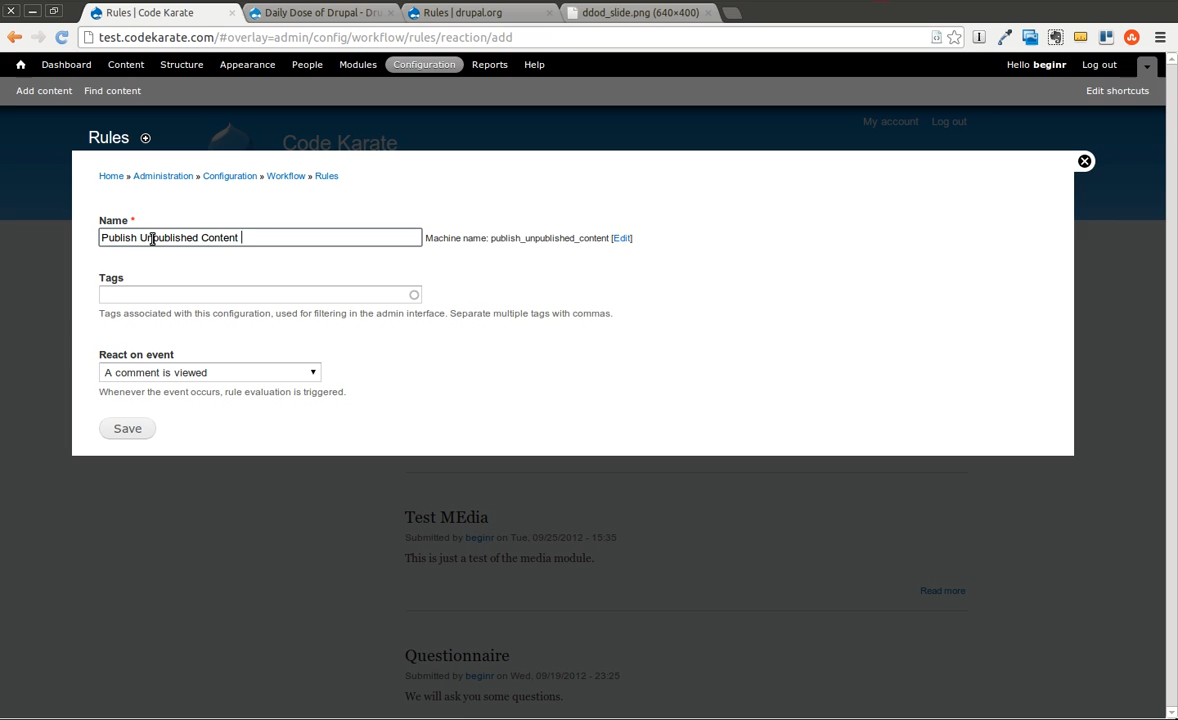 Rules | Code Karate
Daily Dose of Drupal - Dru
Rules | drupal.org
ddod_slide.png (640×400)
test.codekarate.com/#overlay=admin/config/workflow/rules/reaction/add
Dashboard Content Structure Appearance People Modules Configuration Reports Help
Hello beginr Log out
Add content Find content
Edit shortcuts
My account Log out
Rules
Code Karate
Home » Administration » Configuration » Workflow » Rules
Name *
Publish Unpublished Content
Machine name: publish_unpublished_content [Edit]
Tags
Tags associated with this configuration, used for filtering in the admin interface. Separate multiple tags with commas.
React on event
A comment is viewed
Whenever the event occurs, rule evaluation is triggered.
Save
Test MEdia
Submitted by beginr on Tue, 09/25/2012 - 15:35
This is just a test of the media module.
Read more
Questionnaire
Submitted by beginr on Wed, 09/19/2012 - 23:25
We will ask you some questions.